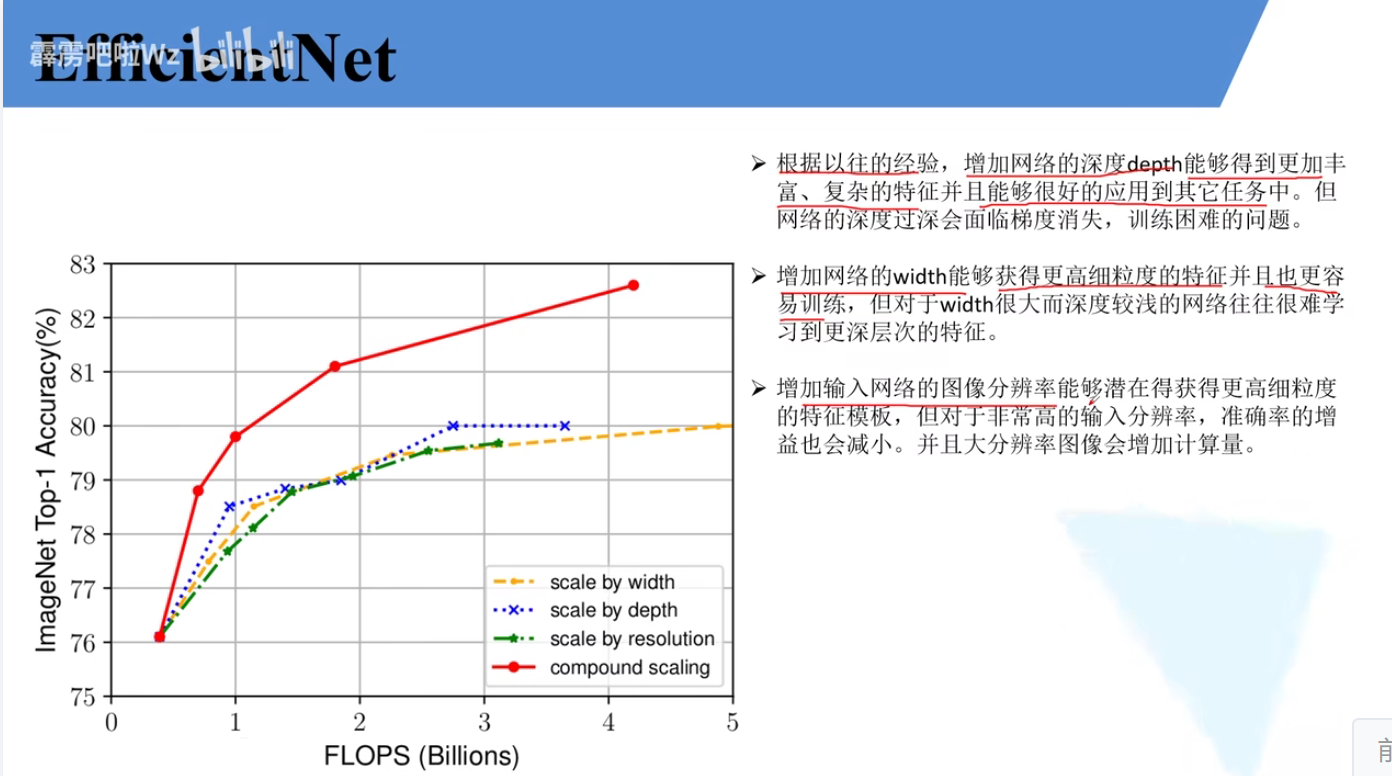 EfficientNet
霹雳吧啦Wz bilibili
➢ 根据以往的经验，增加网络的深度depth能够得到更加丰
富、复杂的特征并且能够很好的应用到其它任务中。但
网络的深度过深会面临梯度消失，训练困难的问题。
➢ 增加网络的width能够获得更高细粒度的特征并且也更容
易训练，但对于width很大而深度较浅的网络往往很难学
习到更深层次的特征。
➢ 增加输入网络的图像分辨率能够潜在得获得更高细粒度
的特征模板，但对于非常高的输入分辨率，准确率的增
益也会减小。并且大分辨率图像会增加计算量。
ImageNet Top-1 Accuracy(%)
83
82
81
80
79
78
77
76
75
0 1 2 3 4 5
FLOPS (Billions)
scale by width
scale by depth
scale by resolution
compound scaling